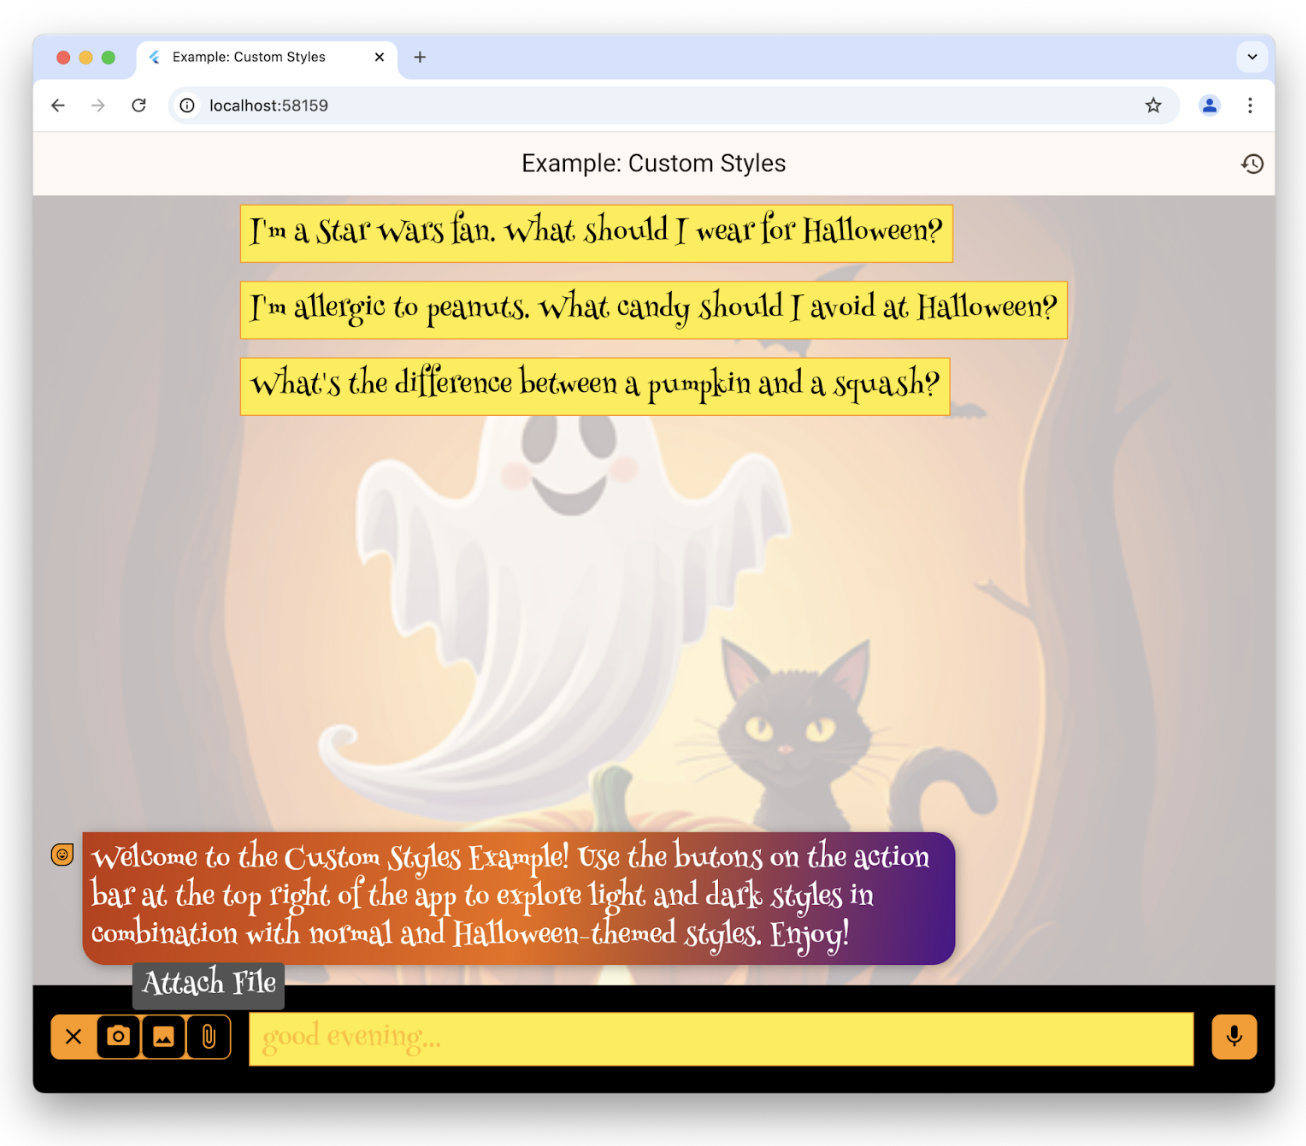 Example: Custom Styles
localhost:58159
Example: Custom Styles
I'm a Star Wars fan. What should I wear for Halloween?
I'm allergic to peanuts. What candy should I avoid at Halloween?
What's the difference between a pumpkin and a squash?
Welcome to the Custom Styles Example! Use the butons on the action
bar at the top right of the app to explore light and dark styles in
combination with normal and Halloween-themed styles. Enjoy!
Attach File
good evening...